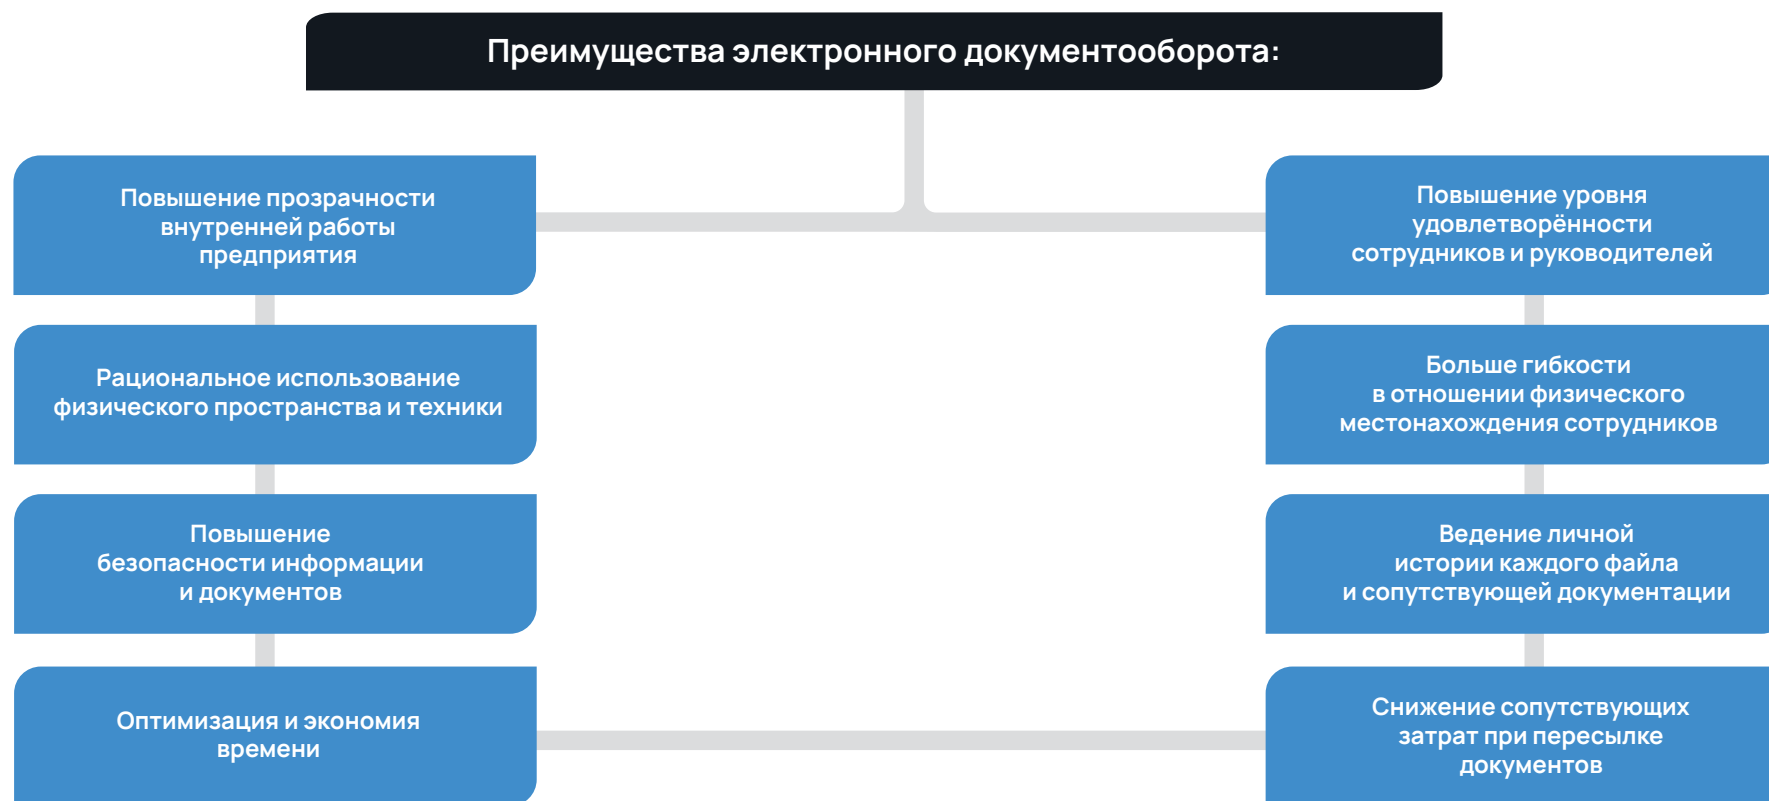 Преимущества электронного документооборота:
Повышение прозрачности
внутренней работы
предприятия
Рациональное использование
физического пространства и техники
Повышение
безопасности информации
и документов
Оптимизация и экономия
времени
Повышение уровня
удовлетворённости
сотрудников и руководителей
Больше гибкости
в отношении физического
местонахождения сотрудников
Ведение личной
истории каждого файла
и сопутствующей документации
Снижение сопутствующих
затрат при пересылке
документов